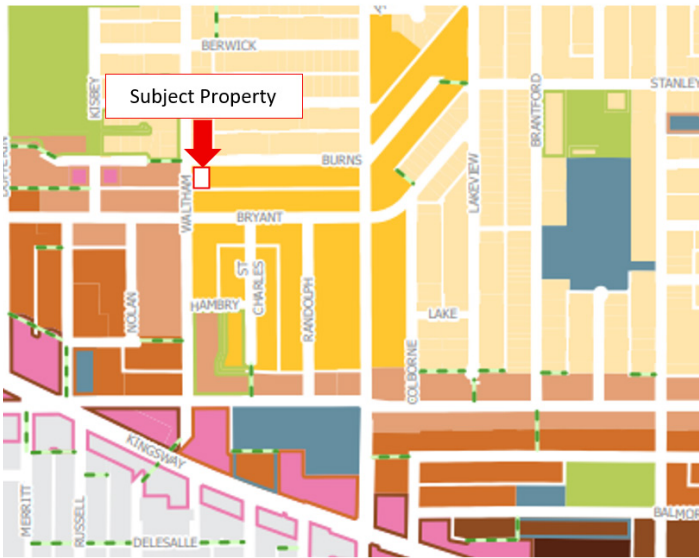 BERWICK
KISBEY
STANLEY
BRANTFORD
Subject Property
BURNS
LAKEVIEW
WALTHAM
BRYANT
ST
CHARLES
RANDOLPH
HAMBRY
NOLAN
LAKE
COLBORNE
KINGSWAY
MERRITT
RUSSELL
BALMOR
DELESALLE